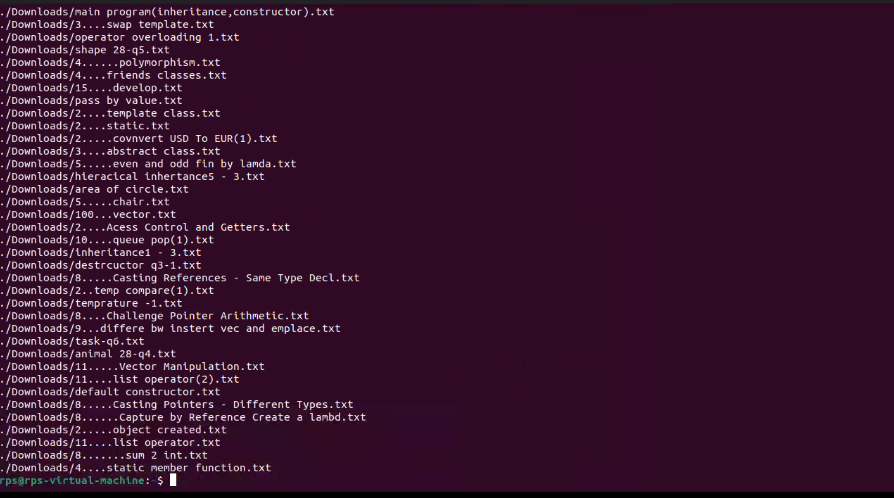 ./Downloads/main program(inheritance,constructor).txt
./Downloads/3....swap template.txt
./Downloads/operator overloading 1.txt
./Downloads/shape 28-q5.txt
./Downloads/4......polymorphism.txt
./Downloads/4....friends classes.txt
./Downloads/15....develop.txt
./Downloads/pass by value.txt
./Downloads/2....template class.txt
./Downloads/2....static.txt
./Downloads/2.....covnvert USD To EUR(1).txt
./Downloads/3....abstract class.txt
./Downloads/5.....even and odd fin by lamda.txt
./Downloads/hieracical inhertance5 - 3.txt
./Downloads/area of circle.txt
./Downloads/5.....chair.txt
./Downloads/100...vector.txt
./Downloads/2....Acess Control and Getters.txt
./Downloads/10....queue pop(1).txt
./Downloads/inheritance1 - 3.txt
./Downloads/destrcuctor q3-1.txt
./Downloads/8.....Casting References - Same Type Decl.txt
./Downloads/2..temp compare(1).txt
./Downloads/temprature -1.txt
./Downloads/8....Challenge Pointer Arithmetic.txt
./Downloads/9...differe bw instert vec and emplace.txt
./Downloads/task-q6.txt
./Downloads/animal 28-q4.txt
./Downloads/11.....Vector Manipulation.txt
./Downloads/11....list operator(2).txt
./Downloads/default constructor.txt
./Downloads/8.....Casting Pointers - Different Types.txt
./Downloads/8......Capture by Reference Create a lambd.txt
./Downloads/2.....object created.txt
./Downloads/11....list operator.txt
./Downloads/8.......sum 2 int.txt
./Downloads/4....static member function.txt
rps@rps-virtual-machine:~$